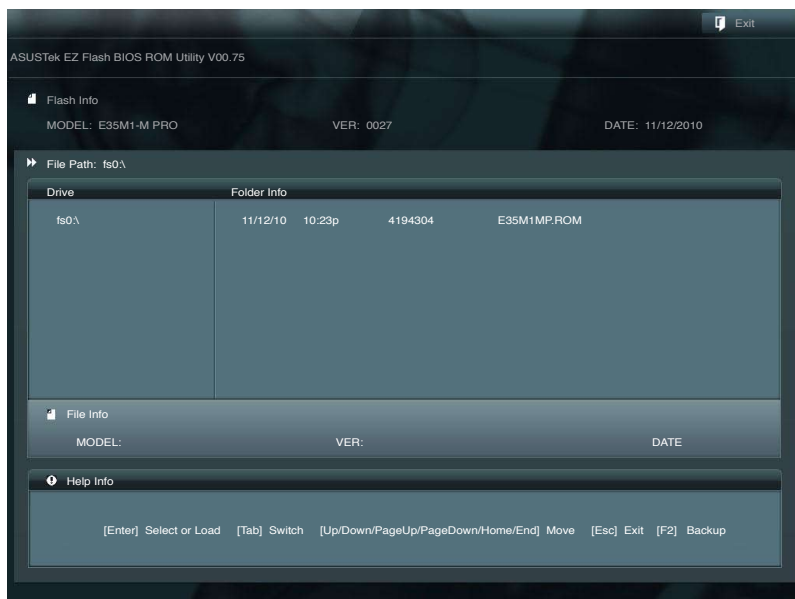 Exit
ASUSTek EZ Flash BIOS ROM Utility V00.75
Flash Info
MODEL: E35M1-M PRO VER: 0027 DATE: 11/12/2010
File Path: fs0:\
Drive Folder Info
fs0:\ 11/12/10 10:23p 4194304 E35M1MP.ROM
File Info
MODEL: VER: DATE
Help Info
[Enter] Select or Load [Tab] Switch [Up/Down/PageUp/PageDown/Home/End] Move [Esc] Exit [F2] Backup